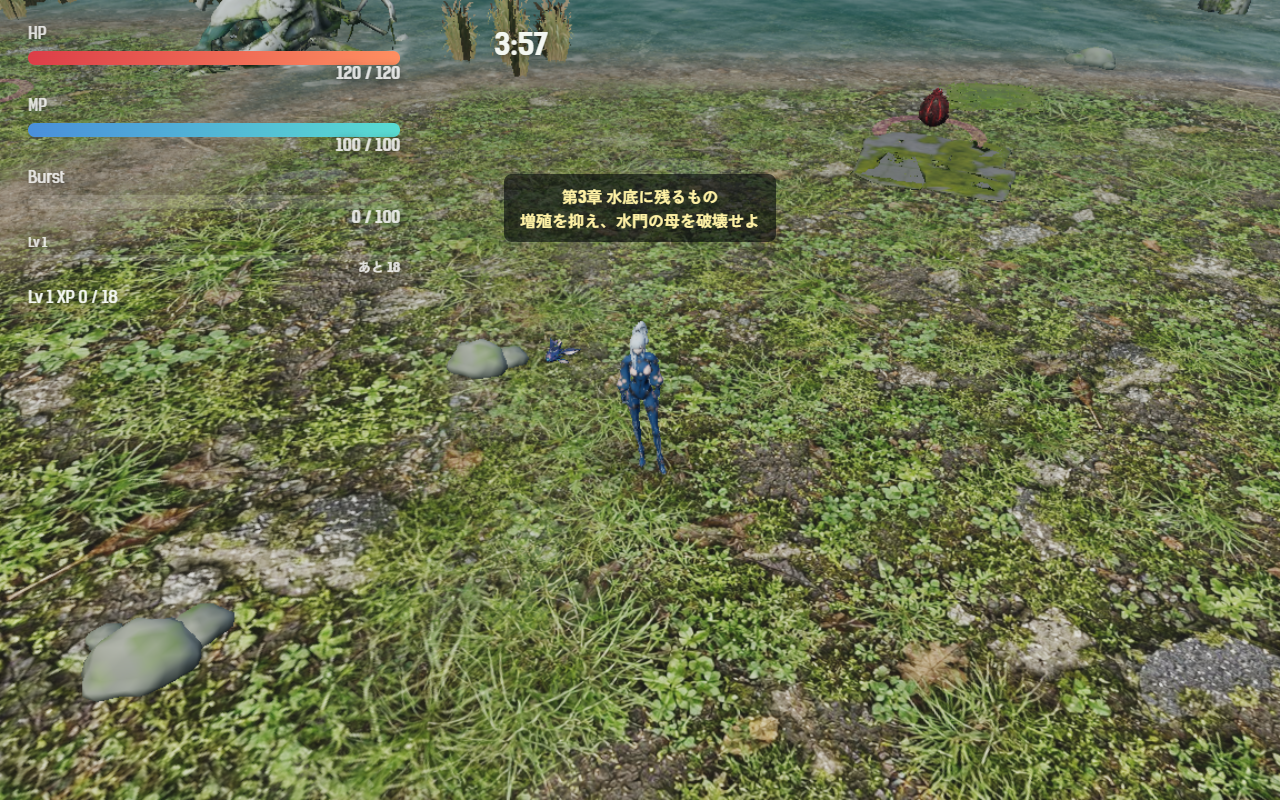 HP
120 / 120
MP
100 / 100
Burst
0 / 100
Lv 1
あと 18
Lv 1 XP 0 / 18
3:57
第3章 水底に残るもの
増殖を抑え、水門の母を破壊せよ